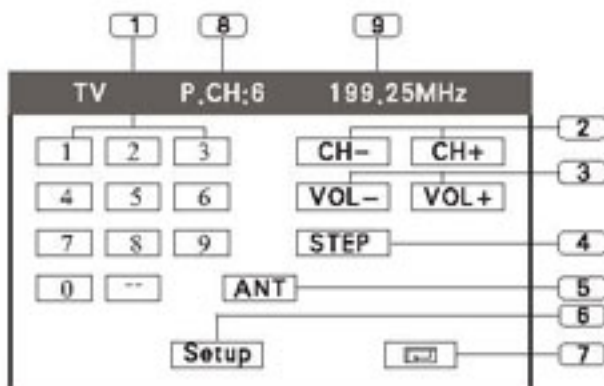 1 8 9
TV P.CH:6 199.25MHz
1 2 3 CH- CH+ 2
4 5 6 VOL- VOL+ 3
7 8 9 STEP 4
0 -- ANT 5
6
Setup 7